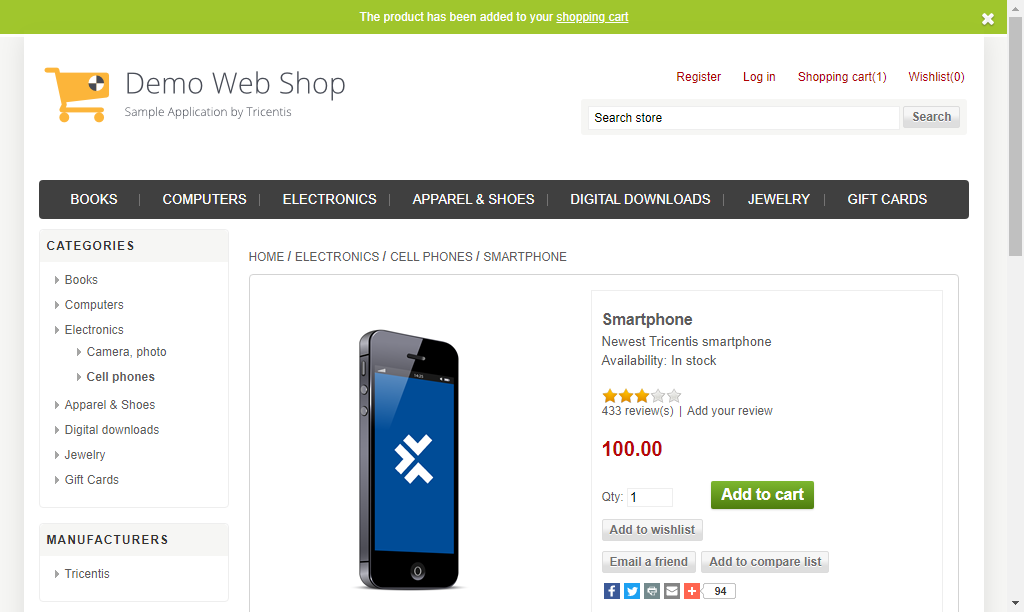 The product has been added to your shopping cart
Demo Web Shop
Sample Application by Tricentis
Register Log in Shopping cart(1) Wishlist(0)
Search store Search
BOOKS COMPUTERS ELECTRONICS APPAREL & SHOES DIGITAL DOWNLOADS JEWELRY GIFT CARDS
CATEGORIES
Books
Computers
Electronics
Camera, photo
Cell phones
Apparel & Shoes
Digital downloads
Jewelry
Gift Cards
MANUFACTURERS
Tricentis
HOME / ELECTRONICS / CELL PHONES / SMARTPHONE
Smartphone
Newest Tricentis smartphone
Availability: In stock
433 review(s) | Add your review
100.00
Qty: 1 Add to cart
Add to wishlist
Email a friend Add to compare list
94